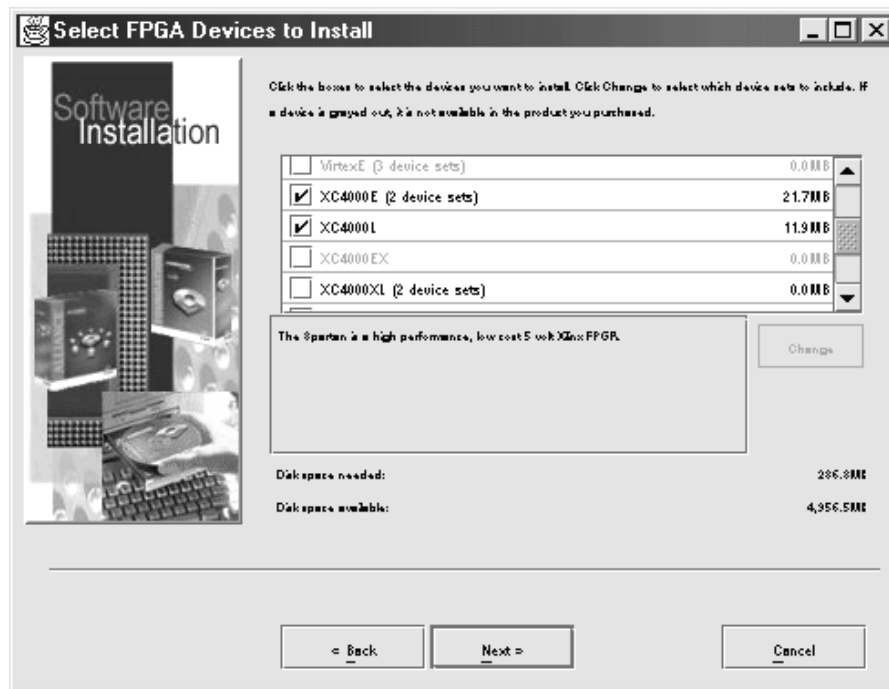 Select FPGA Devices to Install
Software
Installation
Click the boxes to select the devices you want to install. Click Change to select which device sets to include. If
a device is grayed out, it is not available in the product you purchased.
VirtexE (3 device sets) 0.0MB
XC4000E (2 device sets) 21.7MB
XC4000L 11.9MB
XC4000EX 0.0MB
XC4000XL (2 device sets) 0.0MB
The Spartan is a high performance, low cost 5 volt Xilinx FPGA.
Change
ALLIANCE
Disk space needed: 286.8MB
Disk space available: 4,956.5MB
< Back
Next >
Cancel